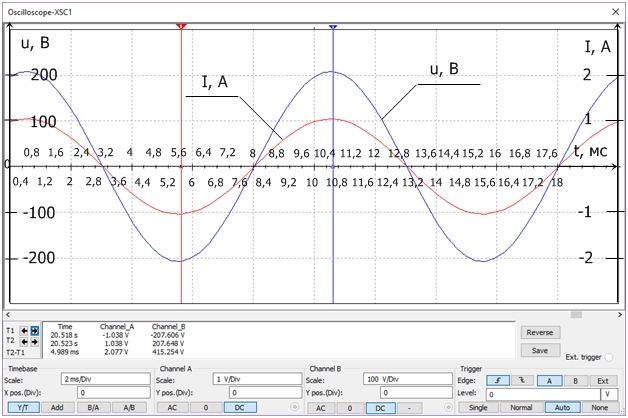 Oscilloscope-XSC1
u, В
I, А
200
2
I, А
u, В
100
1
0,8 1,6 2,4 3,2 4 4,8 5,6 6,4 7,2 8 8,8 9,6 10,4 11,2 12 12,8 13,6 14,4 15,2 16 16,8 17,6
t, мс
0
0,4 1,2 2 2,8 3,6 4,4 5,2 6 6,8 7,6 8,4 9,2 10 10,8 11,6 12,4 13,2 14 14,8 15,6 16,4 17,2 18
-100
-1
-200
-2
Time Channel_A Channel_B
T1 20.518 s -1.038 V -207.606 V
T2 20.523 s 1.038 V 207.648 V
T2-T1 4.989 ms 2.077 V 415.254 V
Reverse
Save
Ext. trigger
Timebase Channel A Channel B Trigger
Scale: 2 ms/Div Scale: 1 V/Div Scale: 100 V/Div Edge: A B Ext
X pos.(Div): 0 Y pos.(Div): 0 Y pos.(Div): 0 Level: 0 V
Y/T Add B/A A/B AC 0 DC AC 0 DC - Single Normal Auto None